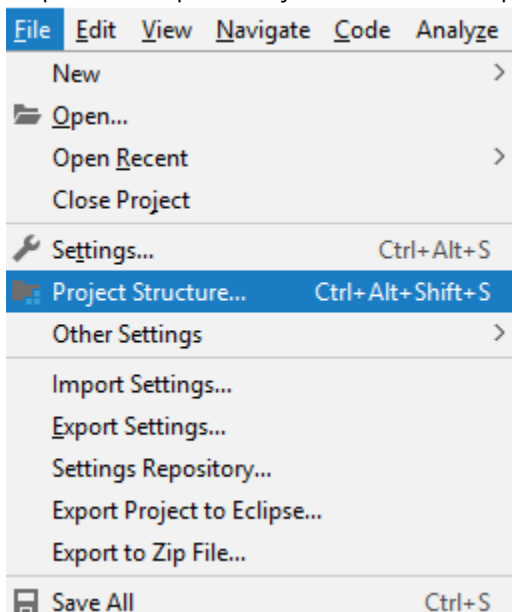 File Edit View Navigate Code Analyze
New >
Open...
Open Recent >
Close Project
Settings... Ctrl+Alt+S
Project Structure... Ctrl+Alt+Shift+S
Other Settings >
Import Settings...
Export Settings...
Settings Repository...
Export Project to Eclipse...
Export to Zip File...
Save All Ctrl+S